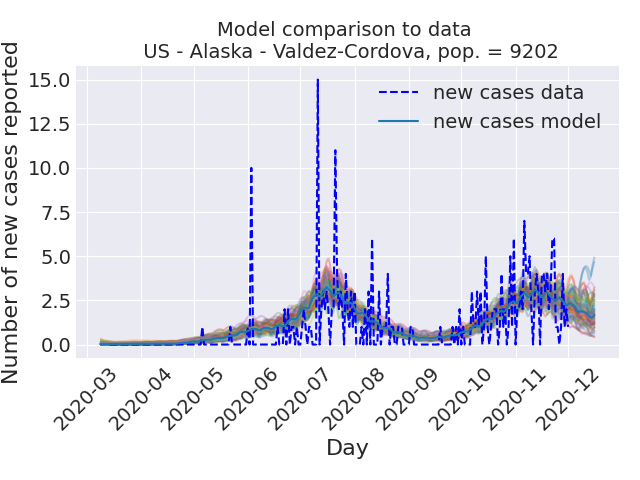 Model comparison to data
US - Alaska - Valdez-Cordova, pop. = 9202
Number of new cases reported
15.0
12.5
10.0
7.5
5.0
2.5
0.0
new cases data
new cases model
2020-03
2020-04
2020-05
2020-06
2020-07
2020-08
2020-09
2020-10
2020-11
2020-12
Day